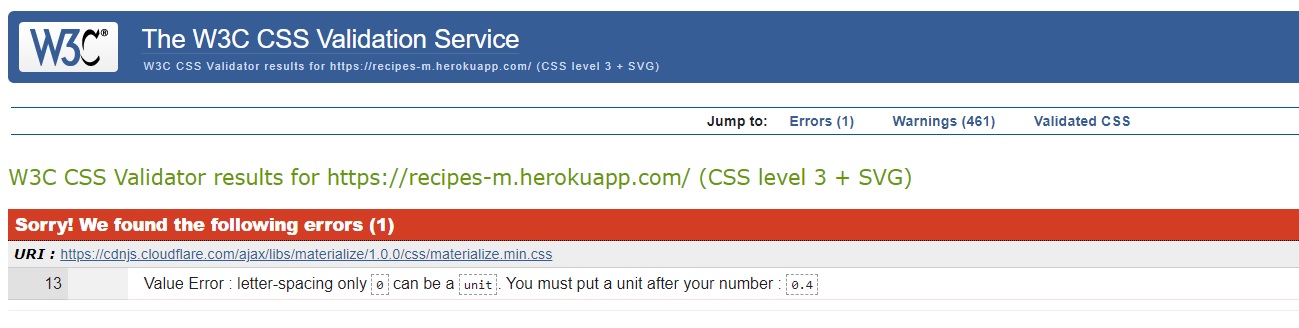 W3C®
The W3C CSS Validation Service
W3C CSS Validator results for https://recipes-m.herokuapp.com/ (CSS level 3 + SVG)
Jump to: Errors (1) Warnings (461) Validated CSS
W3C CSS Validator results for https://recipes-m.herokuapp.com/ (CSS level 3 + SVG)
Sorry! We found the following errors (1)
URI : https://cdnjs.cloudflare.com/ajax/libs/materialize/1.0.0/css/materialize.min.css
13 Value Error : letter-spacing only 0 can be a unit. You must put a unit after your number : 0.4